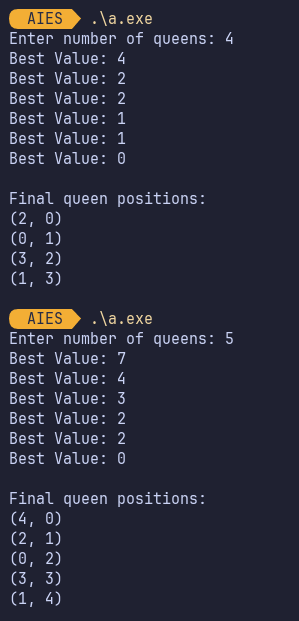 AIES .\a.exe
Enter number of queens: 4
Best Value: 4
Best Value: 2
Best Value: 2
Best Value: 1
Best Value: 1
Best Value: 0
Final queen positions:
(2, 0)
(0, 1)
(3, 2)
(1, 3)
AIES .\a.exe
Enter number of queens: 5
Best Value: 7
Best Value: 4
Best Value: 3
Best Value: 2
Best Value: 2
Best Value: 0
Final queen positions:
(4, 0)
(2, 1)
(0, 2)
(3, 3)
(1, 4)